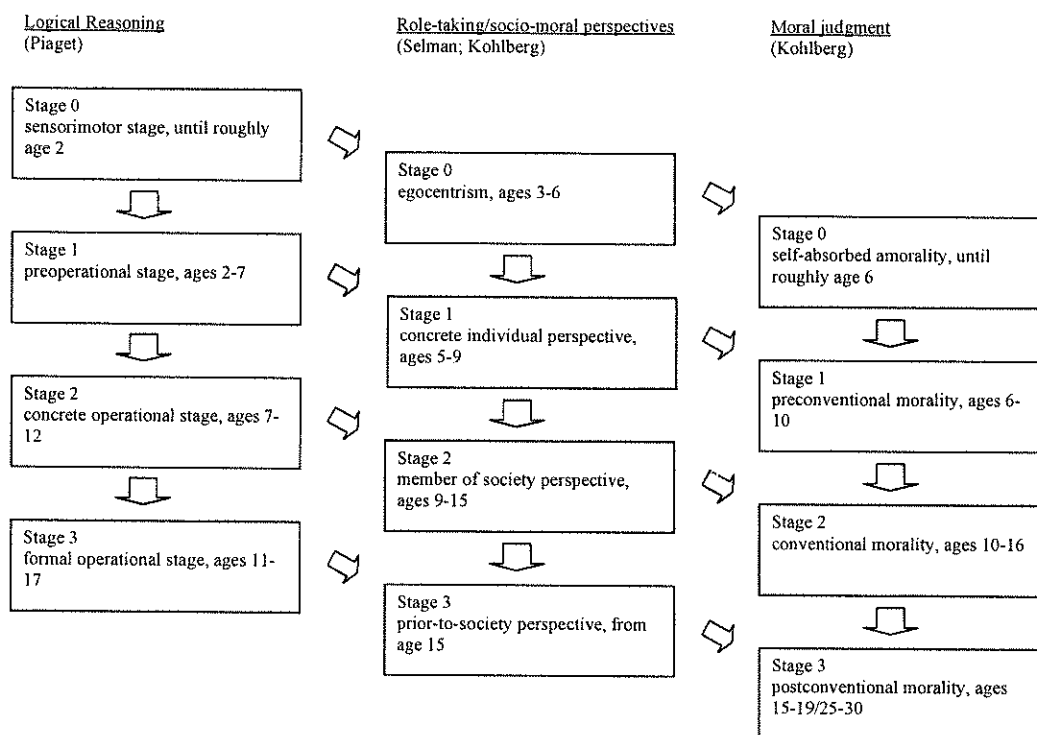 Logical Reasoning
(Piaget)
Role-taking/socio-moral perspectives
(Selman; Kohlberg)
Moral judgment
(Kohlberg)
Stage 0
sensorimotor stage, until roughly
age 2
Stage 0
egocentrism, ages 3-6
Stage 0
self-absorbed amorality, until
roughly age 6
Stage 1
preoperational stage, ages 2-7
Stage 1
concrete individual perspective,
ages 5-9
Stage 1
preconventional morality, ages 6-
10
Stage 2
concrete operational stage, ages 7-
12
Stage 2
member of society perspective,
ages 9-15
Stage 2
conventional morality, ages 10-16
Stage 3
formal operational stage, ages 11-
17
Stage 3
prior-to-society perspective, from
age 15
Stage 3
postconventional morality, ages
15-19/25-30